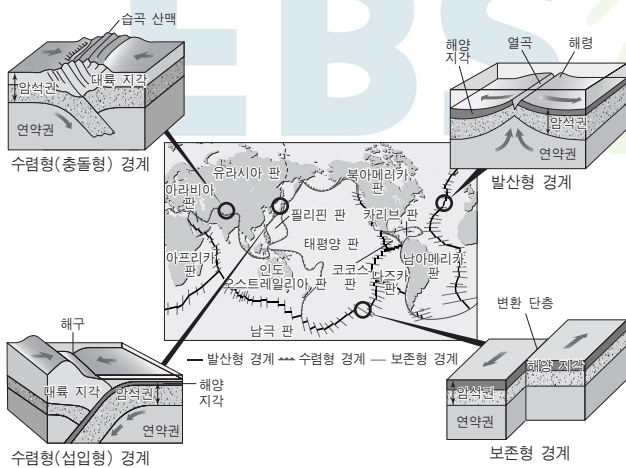 EBS
습곡 산맥
대륙 지각
암석권
연약권
수렴형(충돌형) 경계
해양
지각
열곡
해령
암석권
연약권
발산형 경계
유라시아 판
북아메리카
판
아라비아
판
필리핀 판
카리브 판
태평양 판
아프리카
판
인도
오스트레일리아 판
코코스
판
나즈카
판
남아메리카
판
남극 판
발산형 경계 수렴형 경계 보존형 경계
해구
대륙 지각
암석권
해양
지각
연약권
수렴형(섭입형) 경계
변환 단층
해양 지각
암석권
연약권
보존형 경계